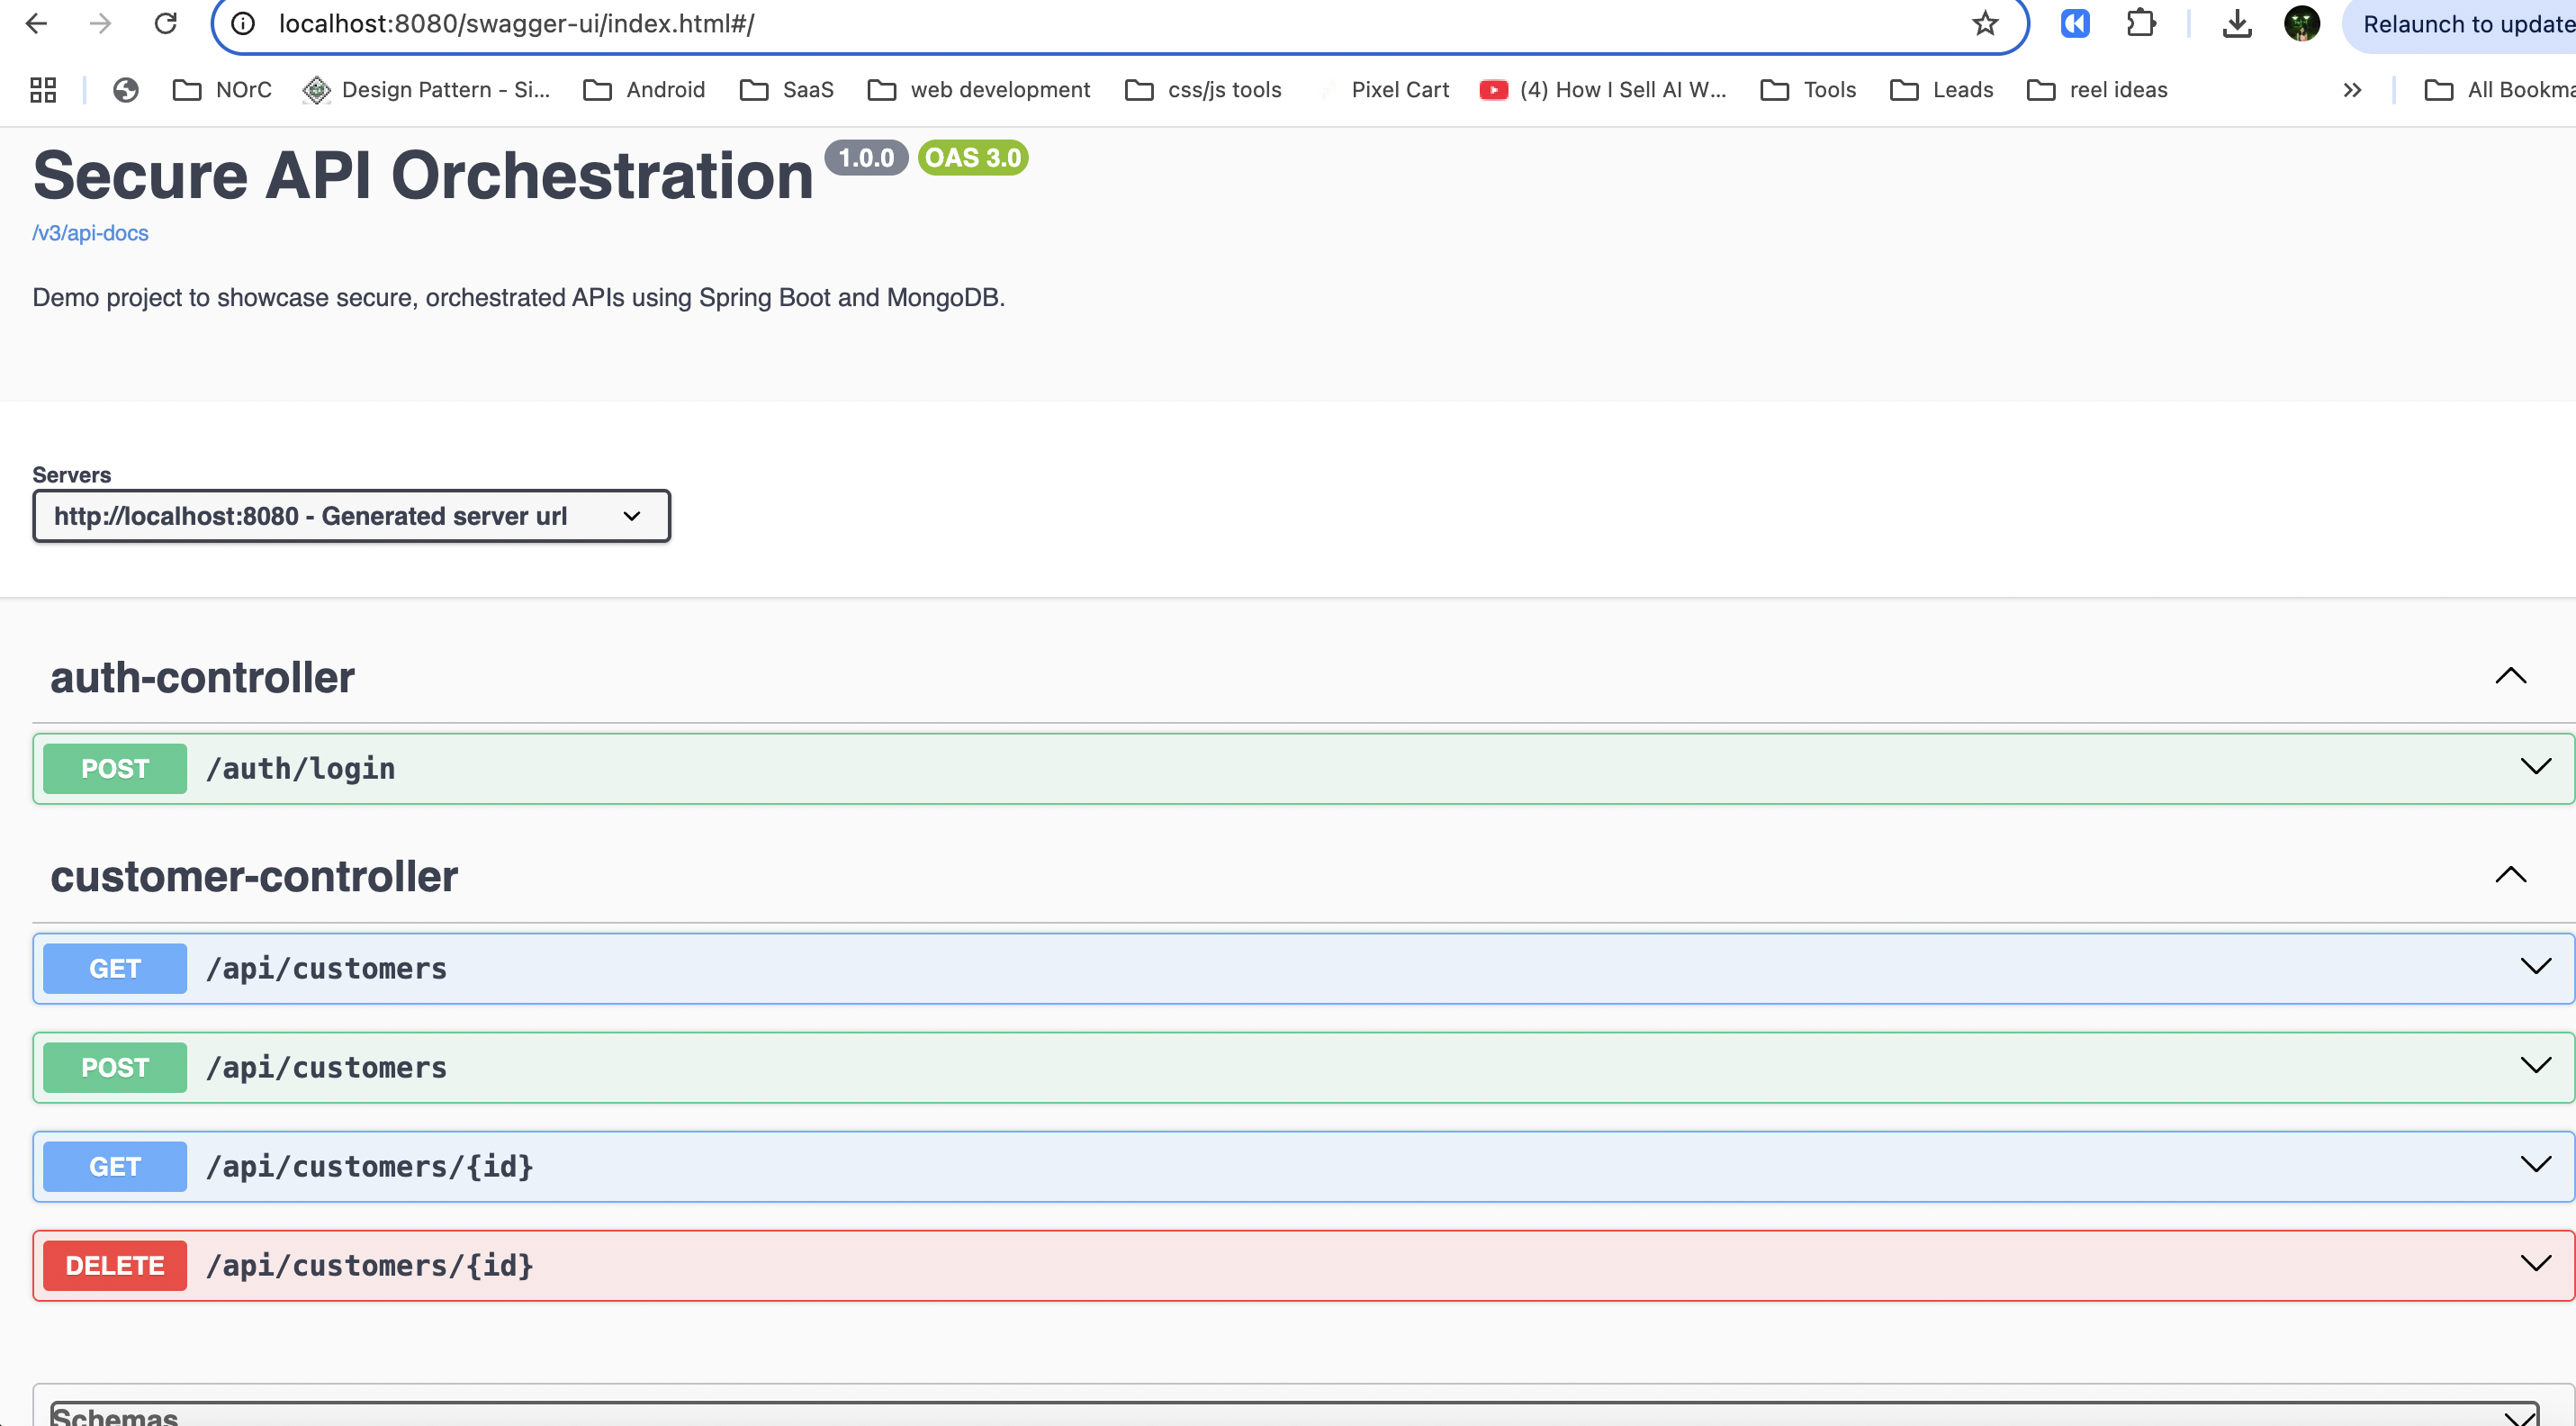 localhost:8080/swagger-ui/index.html#/
Relaunch to update
NOrC
Design Pattern - Si...
Android
SaaS
web development
css/js tools
Pixel Cart
(4) How I Sell AI W...
Tools
Leads
reel ideas
All Bookma
Secure API Orchestration 1.0.0 OAS 3.0
/v3/api-docs
Demo project to showcase secure, orchestrated APIs using Spring Boot and MongoDB.
Servers
http://localhost:8080 - Generated server url
auth-controller
POST /auth/login
customer-controller
GET /api/customers
POST /api/customers
GET /api/customers/{id}
DELETE /api/customers/{id}
Schemas